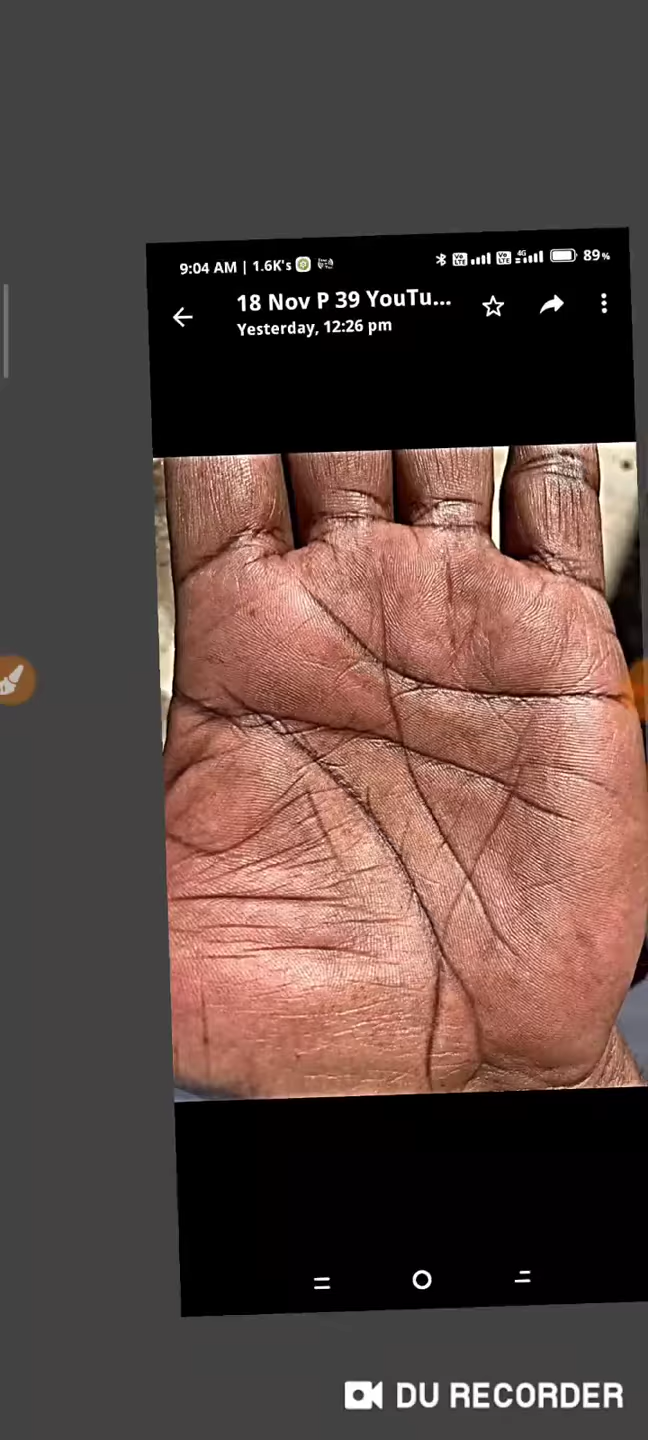 9:04 AM | 1.6K's
89%
18 Nov P 39 YouTu...
Yesterday, 12:26 pm
DU RECORDER